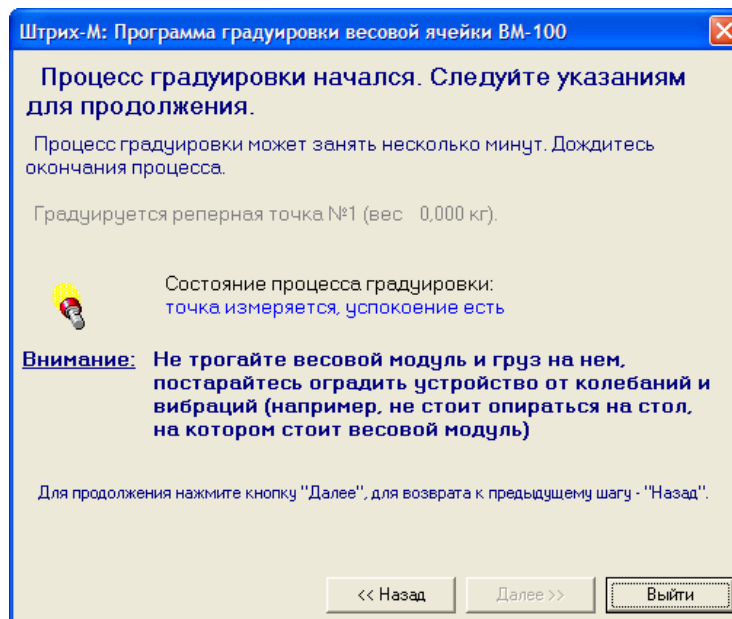 Штрих-М: Программа градуировки весовой ячейки ВМ-100
Процесс градуировки начался. Следуйте указаниям
для продолжения.
Процесс градуировки может занять несколько минут. Дождитесь
окончания процесса.
Градуируется реперная точка №1 (вес 0,000 кг).
Состояние процесса градуировки:
точка измеряется, успокоение есть
Внимание: Не трогайте весовой модуль и груз на нем,
постарайтесь оградить устройство от колебаний и
вибраций (например, не стоит опираться на стол,
на котором стоит весовой модуль)
Для продолжения нажмите кнопку "Далее", для возврата к предыдущему шагу - "Назад".
<< Назад Далее >> Выйти